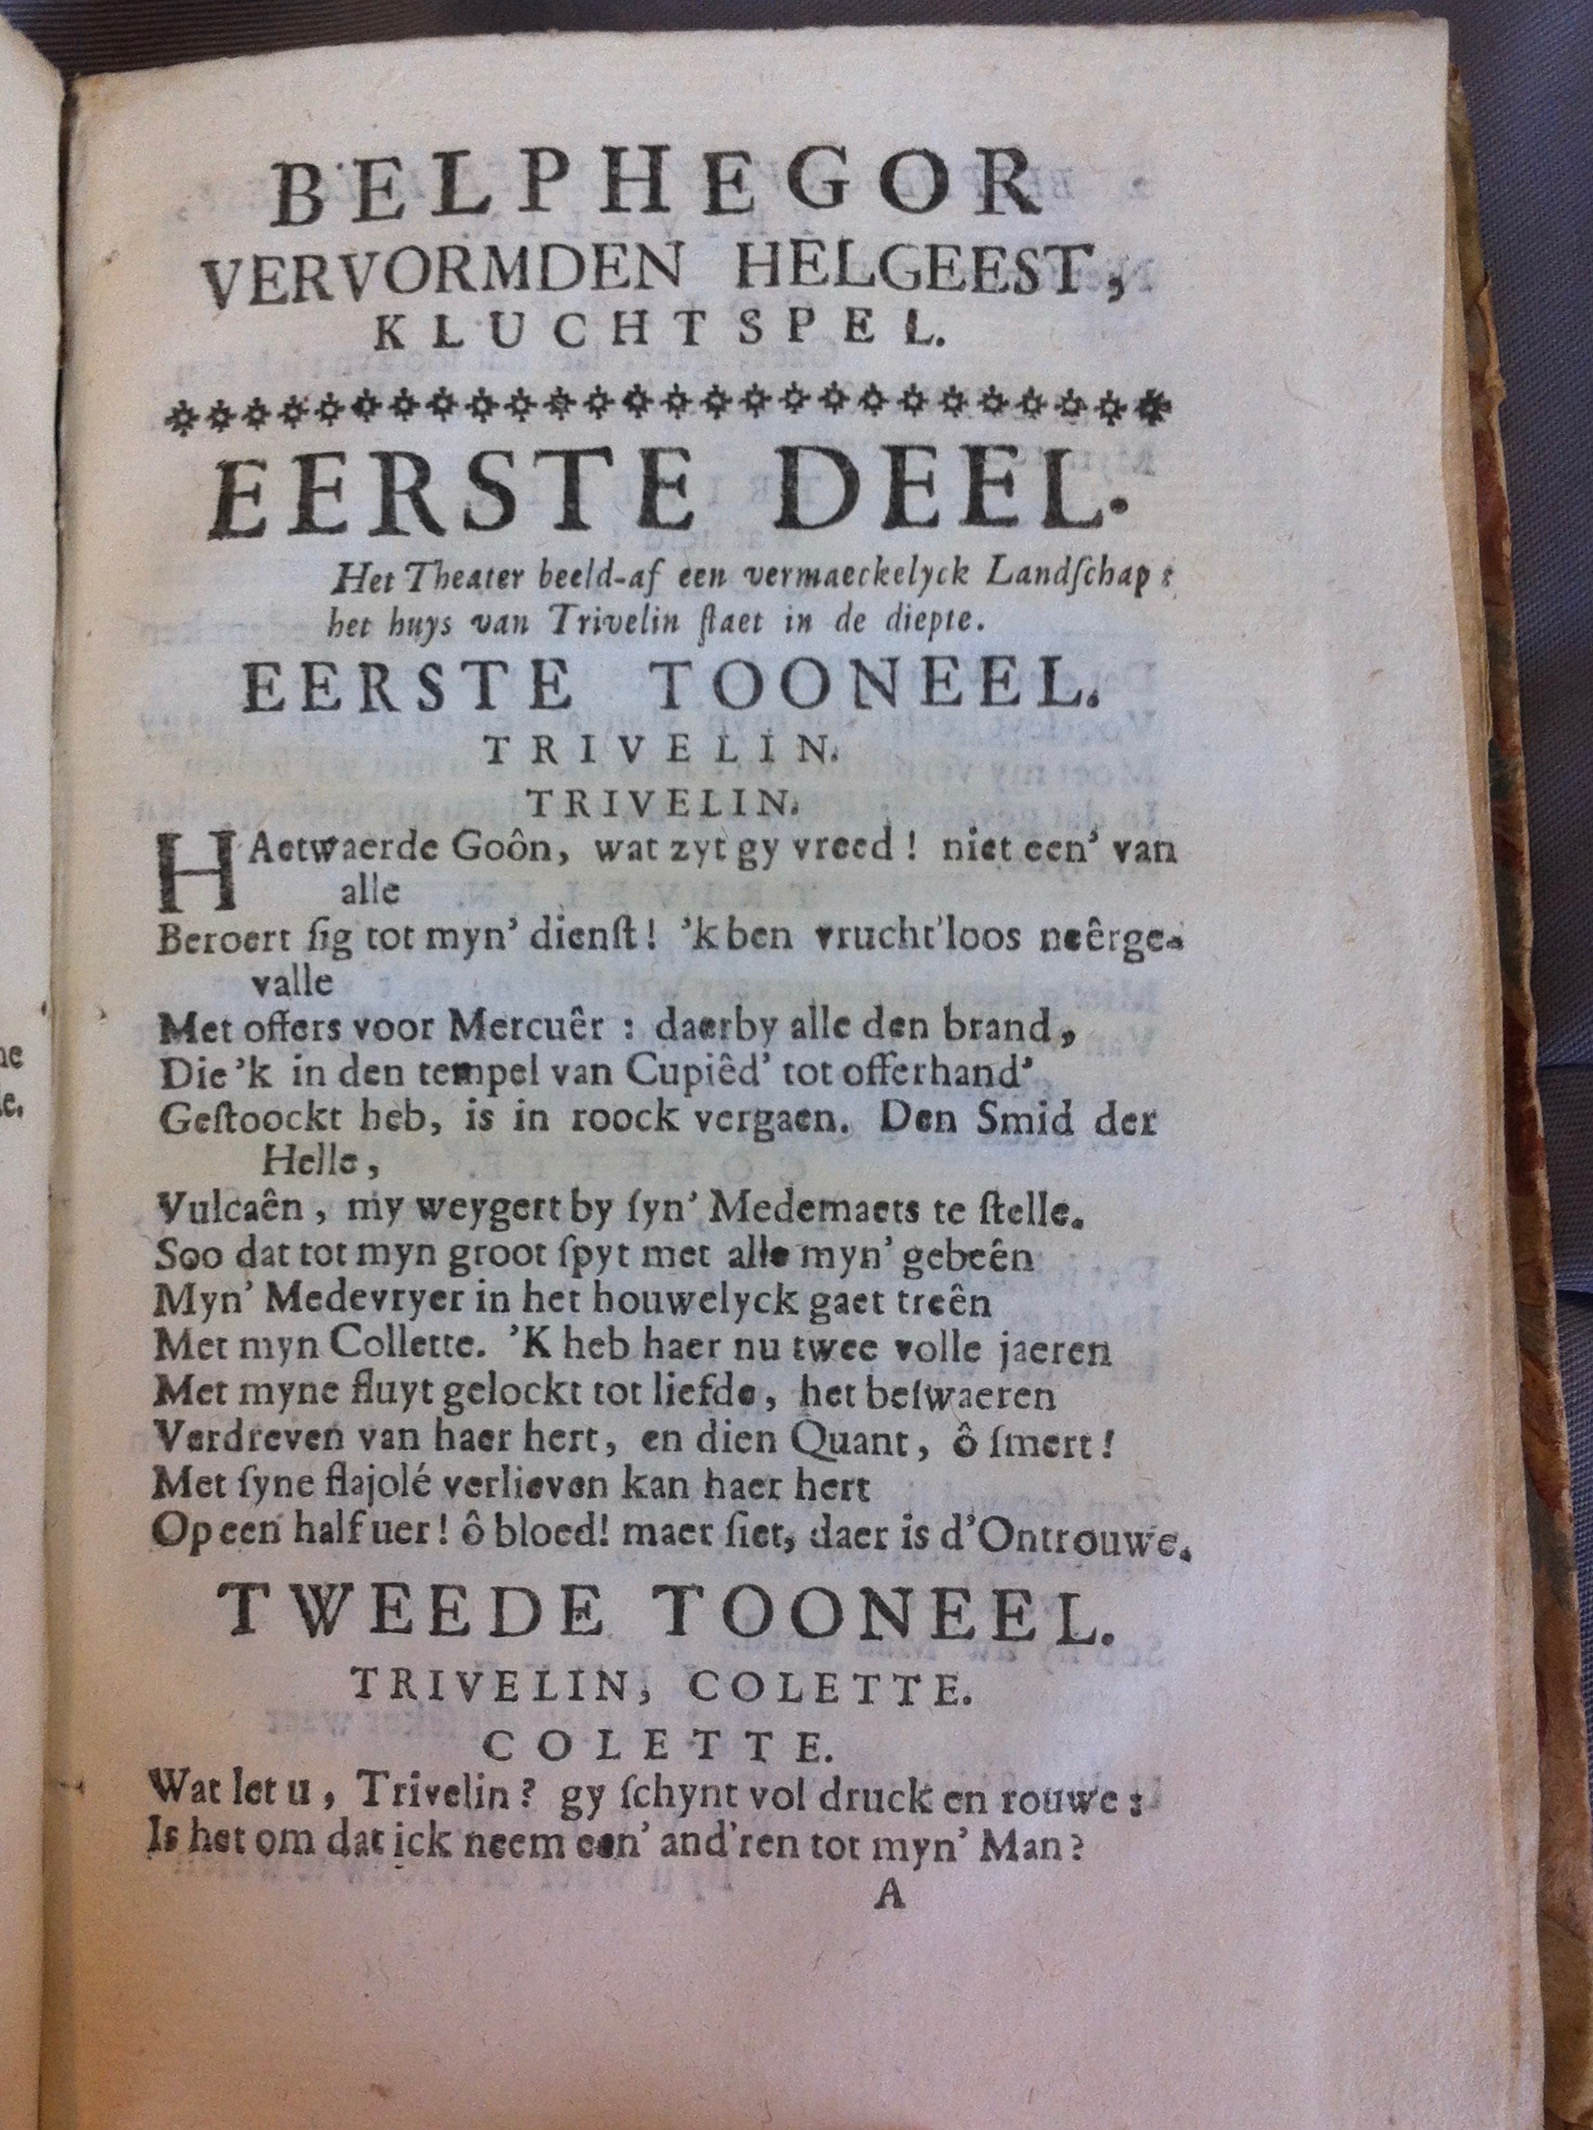 BELPHEGOR
VERVORMDEN HELGEEST,
KLUCHTSPEL.
EERSTE DEEL.
Het Theater beeld-af een vermaeckelyck Landſchap :
het huys van Trivelin ſtaet in de diepte.
EERSTE TOONEEL.
TRIVELIN.
TRIVELIN.
HAetwaerde Goôn, wat zyt gy vreed ! niet een' van
alle
Beroert ſig tot myn' dienſt! 'k ben vrucht'loos neêrge-
valle
Met offers voor Mercuêr : daerby alle den brand,
Die 'k in den tempel van Cupiêd' tot offerhand'
Geſtoockt heb, is in roock vergaen. Den Smid der
Helle,
Vulcaên, my weygert by ſyn' Medemaets te ſtelle.
Soo dat tot myn groot ſpyt met alle myn' gebeên
Myn' Medevryer in het houwelyck gaet treên
Met myn Collette. 'K heb haer nu twee volle jaeren
Met myne fluyt gelockt tot liefde, het beſwaeren
Verdreven van haer hert, en dien Quant, ô ſmert!
Met ſyne flajolé verlieven kan haer hert
Op een half uer! ô bloed! maer ſiet, daer is d'Ontrouwe.
TWEEDE TOONEEL.
TRIVELIN, COLETTE.
COLETTE.
Wat let u, Trivelin? gy ſchynt vol druck en rouwe:
Is het om dat ick neem een' and'ren tot myn' Man?
A